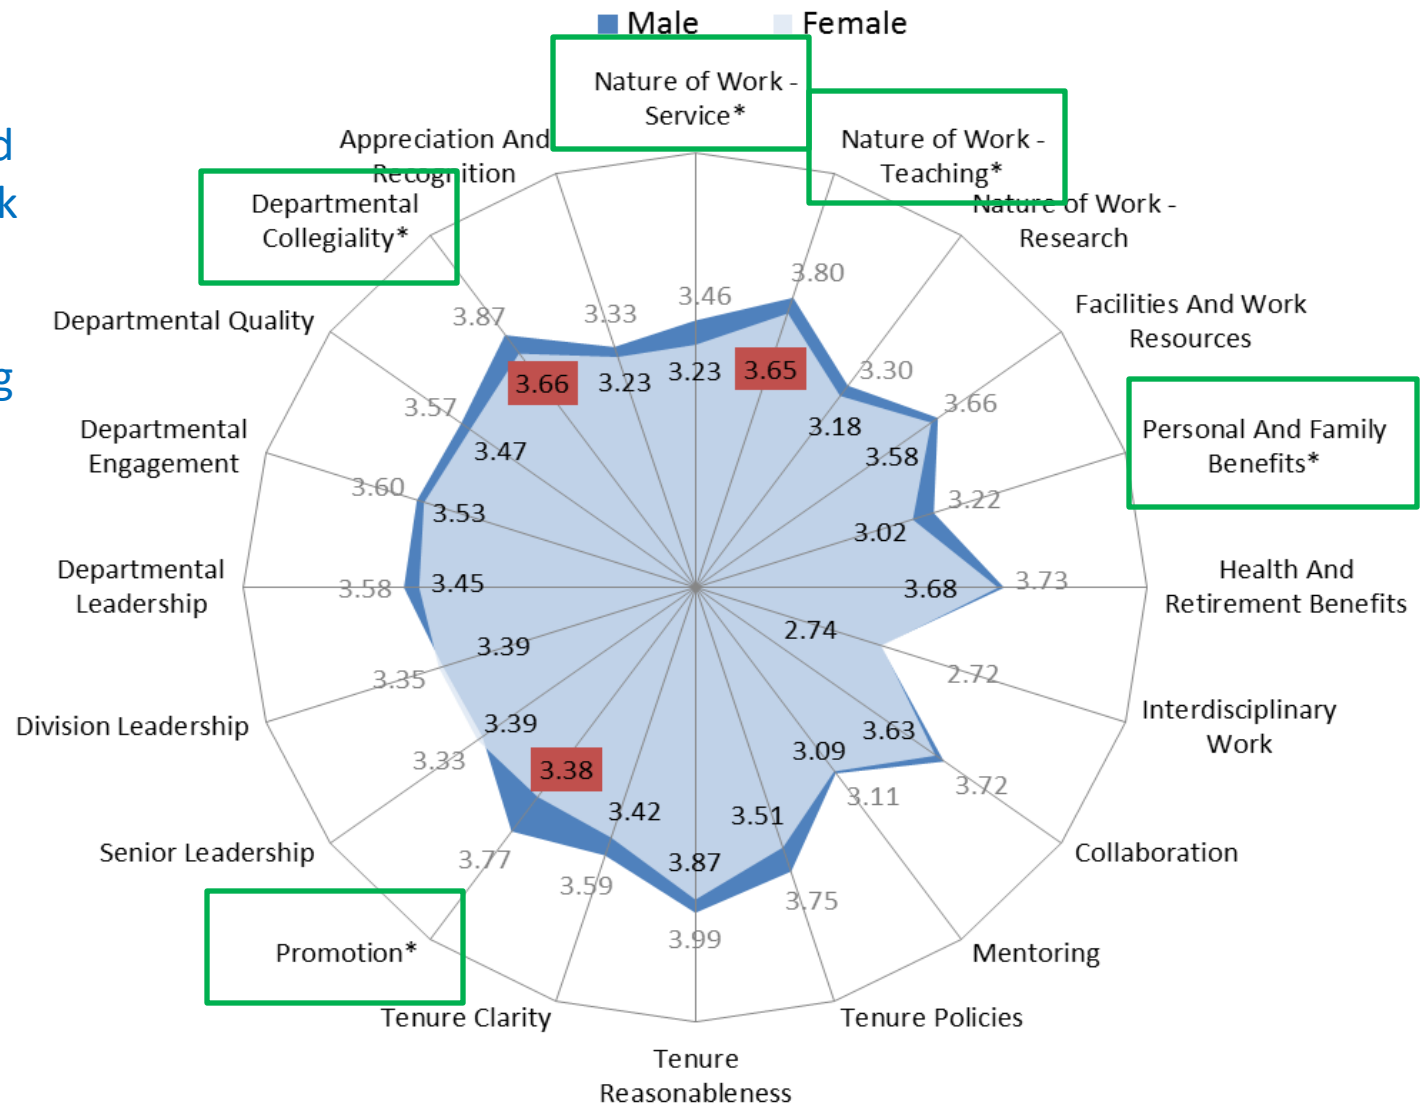 Male Female
Nature of Work -
Service*
Nature of Work -
Teaching*
Nature of Work -
Research
Facilities And Work
Resources
Personal And Family
Benefits*
Health And
Retirement Benefits
Interdisciplinary
Work
Collaboration
Mentoring
Tenure Policies
Tenure
Reasonableness
Tenure Clarity
Promotion*
Senior Leadership
Division Leadership
Departmental
Leadership
Departmental
Engagement
Departmental Quality
Departmental
Collegiality*
Appreciation And
Recognition
d
k
g
3.46
3.80
3.30
3.66
3.22
3.73
2.72
3.72
3.11
3.75
3.99
3.59
3.77
3.33
3.35
3.58
3.60
3.57
3.87
3.33
3.23
3.65
3.18
3.58
3.02
3.68
2.74
3.63
3.09
3.51
3.87
3.42
3.38
3.39
3.39
3.45
3.53
3.47
3.66
3.23